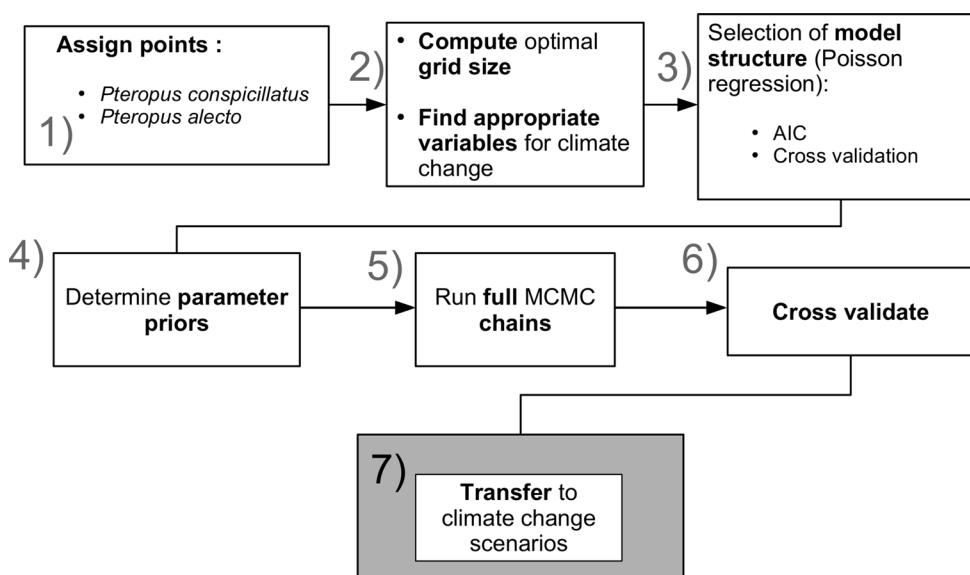 1)
Assign points :
• Pteropus conspicillatus
• Pteropus alecto
2)
• Compute optimal
grid size
• Find appropriate
variables for climate
change
3)
Selection of model
structure (Poisson
regression):
• AIC
• Cross validation
4)
Determine parameter
priors
5)
Run full MCMC
chains
6)
Cross validate
7)
Transfer to
climate change
scenarios